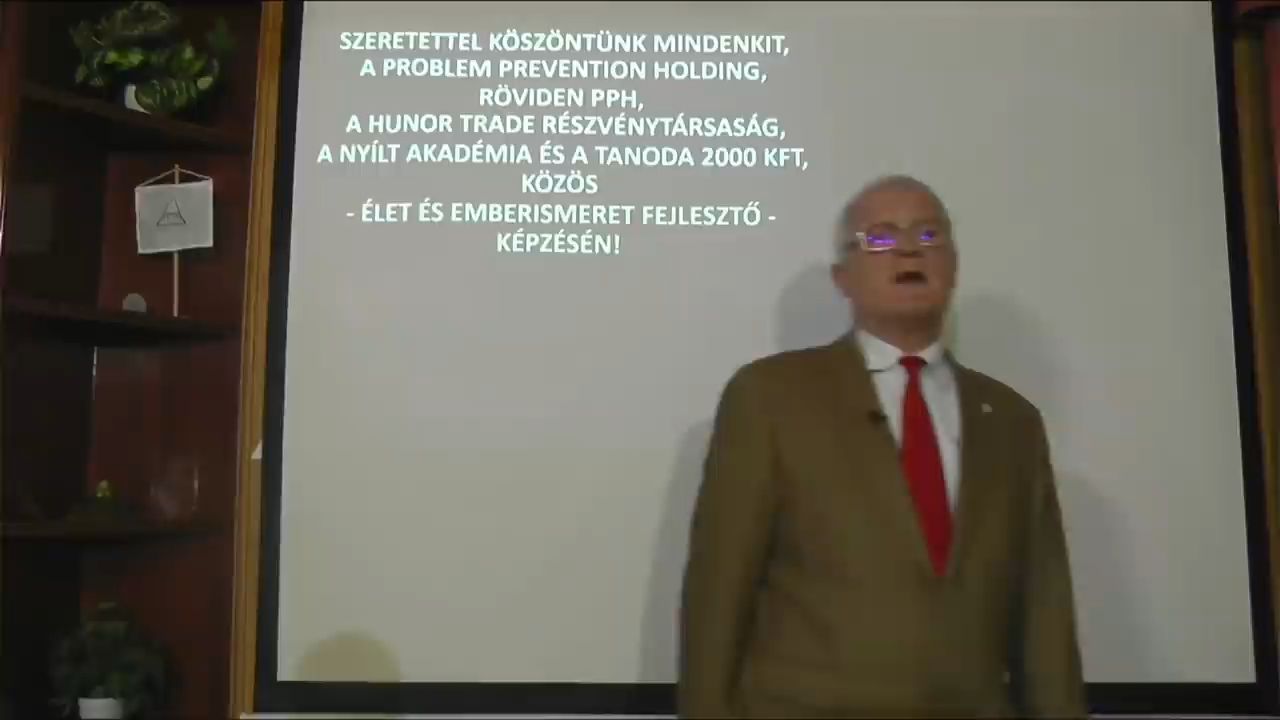 SZERETETTEL KÖSZÖNTÜNK MINDENKIT,
A PROBLEM PREVENTION HOLDING,
RÖVIDEN PPH,
A HUNOR TRADE RÉSZVÉNYTÁRSASÁG,
A NYÍLT AKADÉMIA ÉS A TANODA 2000 KFT,
KÖZÖS
- ÉLET ÉS EMBERISMERET FEJLESZTŐ -
KÉPZÉSÉN!